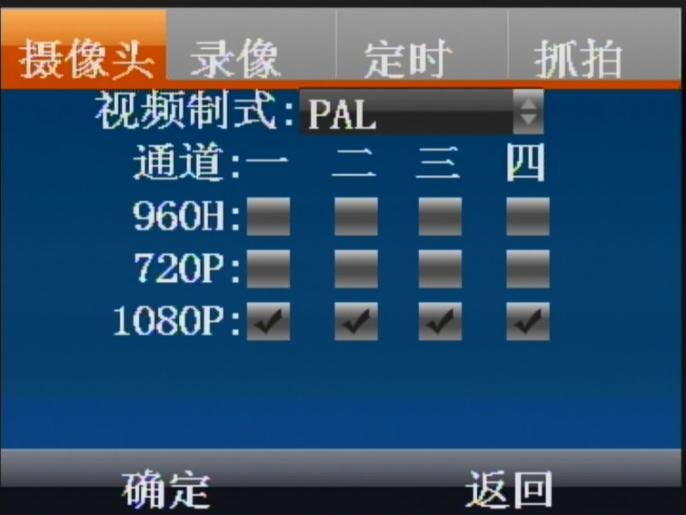 摄像头 录像 定时 抓拍
视频制式:PAL
通道:一 二 三 四
960H:
720P:
1080P:
确定 返回